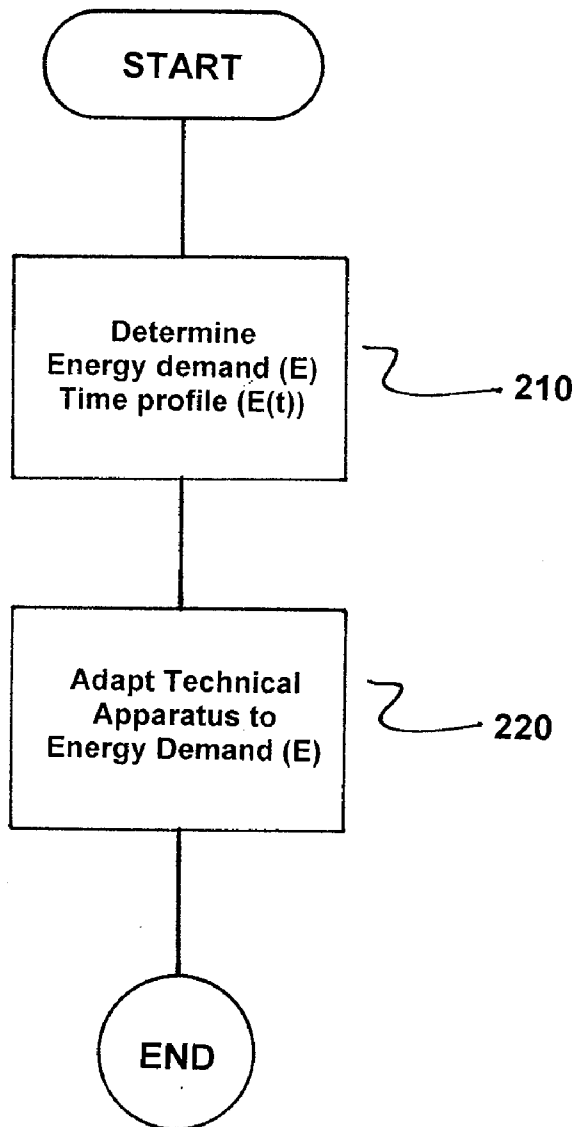 START
Determine
Energy demand (E)
Time profile (E(t))
210
Adapt Technical
Apparatus to
Energy Demand (E)
220
END